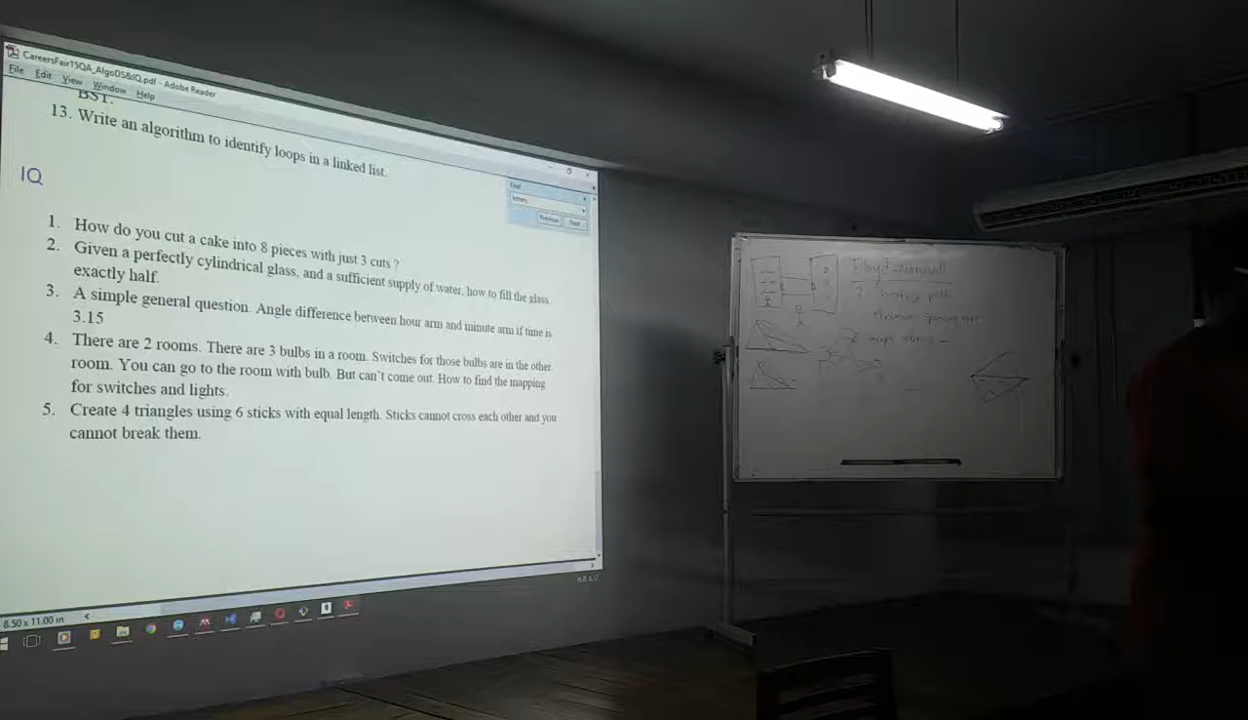 CareersFair15QA_AlgoDS&IQ.pdf - Adobe Reader
File Edit View Window Help
BST.
13. Write an algorithm to identify loops in a linked list.
IQ
1. How do you cut a cake into 8 pieces with just 3 cuts ?
2. Given a perfectly cylindrical glass, and a sufficient supply of water, how to fill the glass
exactly half.
3. A simple general question. Angle difference between hour arm and minute arm if time is
3.15
4. There are 2 rooms. There are 3 bulbs in a room. Switches for those bulbs are in the other
room. You can go to the room with bulb. But can't come out. How to find the mapping
for switches and lights.
5. Create 4 triangles using 6 sticks with equal length. Sticks cannot cross each other and you
cannot break them.
Find
Previous Next
8.50 x 11.00 in
Floyd-warshall